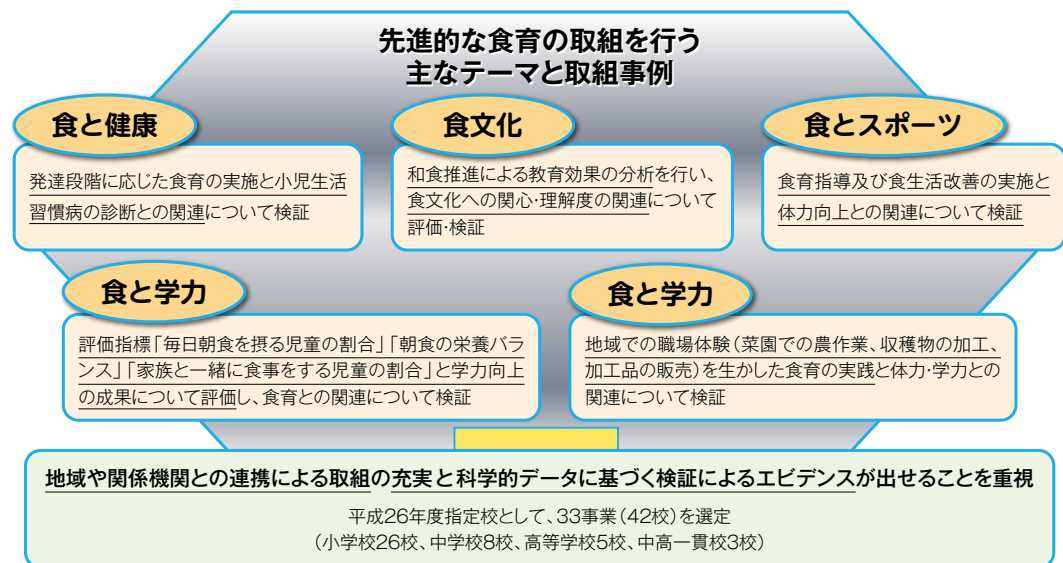 先進的な食育の取組を行う
主なテーマと取組事例
食と健康
発達段階に応じた食育の実施と小児生活
習慣病の診断との関連について検証
食文化
和食推進による教育効果の分析を行い、
食文化への関心・理解度の関連について
評価・検証
食とスポーツ
食育指導及び食生活改善の実施と
体力向上との関連について検証
食と学力
評価指標「毎日朝食を摂る児童の割合」「朝食の栄養バラ
ンス」「家族と一緒に食事をする児童の割合」と学力向上
の成果について評価し、食育との関連について検証
食と学力
地域での職場体験（菜園での農作業、収穫物の加工、
加工品の販売）を生かした食育の実践と体力・学力との
関連について検証
地域や関係機関との連携による取組の充実と科学的データに基づく検証によるエビデンスが出せることを重視
平成26年度指定校として、33事業（42校）を選定
（小学校26校、中学校8校、高等学校5校、中高一貫校3校）